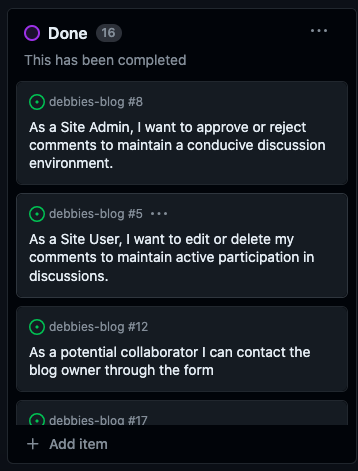 Done 16
This has been completed
debbies-blog #8
As a Site Admin, I want to approve or reject
comments to maintain a conducive discussion
environment.
debbies-blog #5
As a Site User, I want to edit or delete my
comments to maintain active participation in
discussions.
debbies-blog #12
As a potential collaborator I can contact the
blog owner through the form
debbies-blog #17
Add item